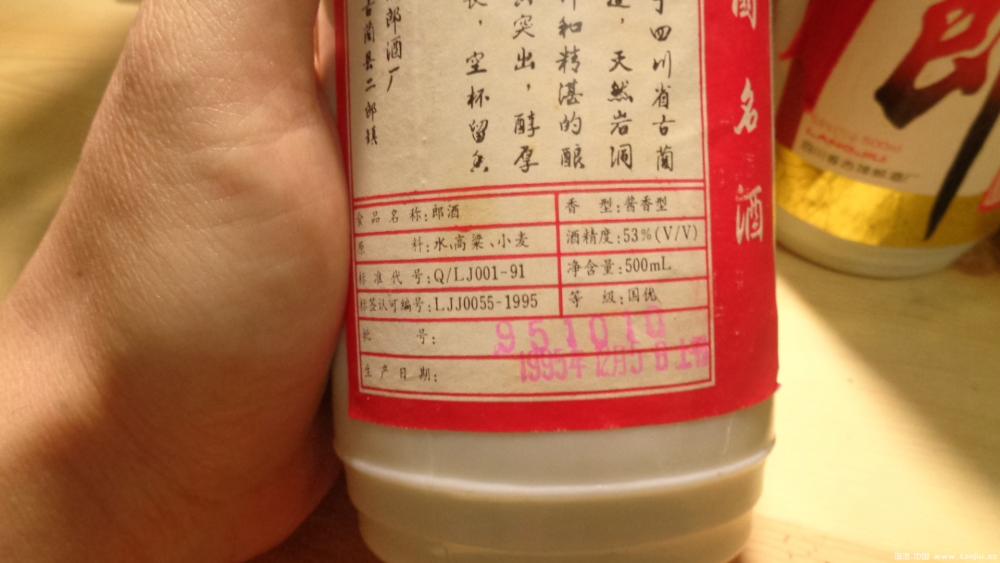 名酒
于四川省古蔺
天然岩洞
和精湛的酿
突出，醇厚
，空杯留
郎酒厂
古蔺县二郎镇
食品名称:郎酒
香 型:酱香型
原 料:水、高粱、小麦
酒精度:53%(V/V)
标准代号:Q/LJ001-91
净含量:500mL
标签认可编号:LJJ0055-1995
等 级:国优
批 号: 951010
生产日期: 1995年12月5日
郎
500ml
LANGJIU